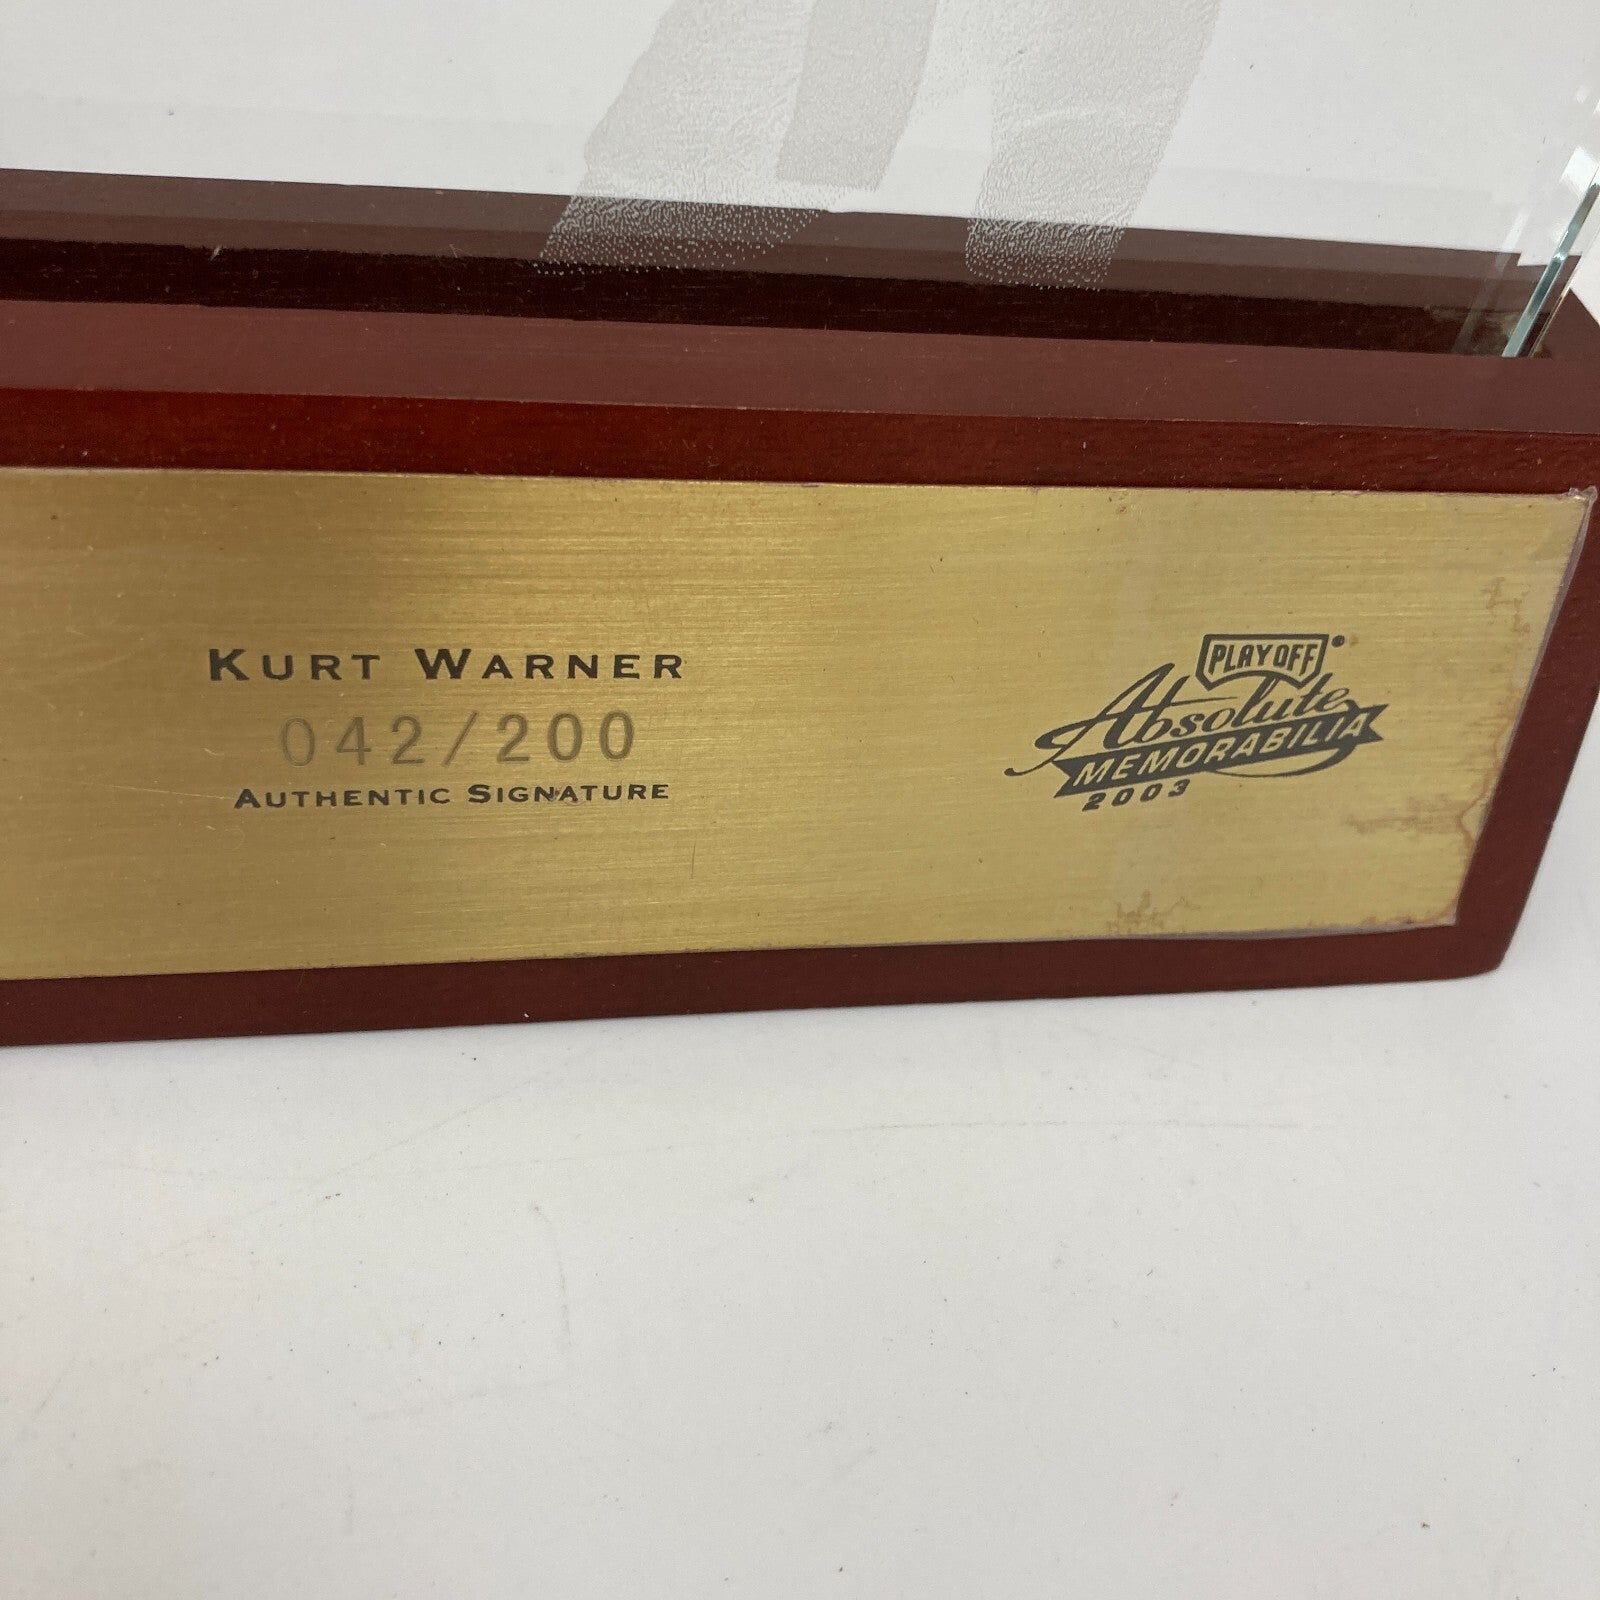 KURT WARNER
042/200
AUTHENTIC SIGNATURE
PLAYOFF®
Absolute
MEMORABILIA
2003